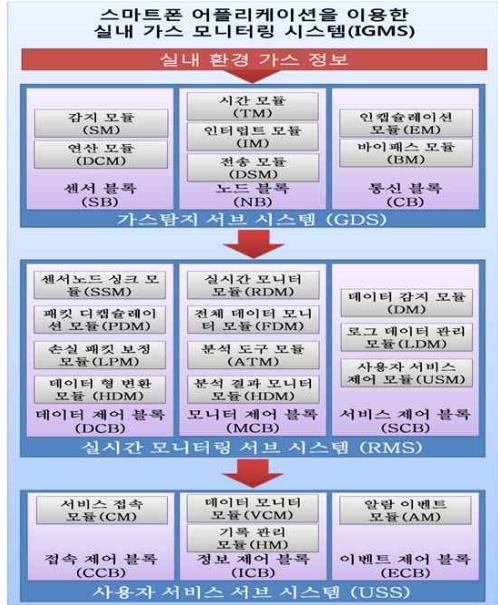 스마트폰 어플리케이션을 이용한
실내 가스 모니터링 시스템(IGMS)
실내 환경 가스 정보
감지 모듈
(SM)
연산 모듈
(DCM)
센서 블록
(SB)
시간 모듈
(TM)
인터럽트 모듈
(IM)
전송 모듈
(DSM)
노드 블록
(NB)
인캡슐레이션
모듈(EM)
바이패스 모듈
(BM)
통신 블록
(CB)
가스탐지 서브 시스템 (GDS)
센서노드 싱크 모
듈(SSM)
패킷 디캡슐레이
션 모듈(PDM)
손실 패킷 보정
모듈(LPM)
데이터 형 변환
모듈(HDM)
데이터 제어 블록
(DCB)
실시간 모니터
모듈(RDM)
전체 데이터 모니
터 모듈(FDM)
분석 도구 모듈
(ATM)
분석 결과 모니터
모듈(HDM)
모니터 제어 블록
(MCB)
데이터 감지 모듈
(DM)
로그 데이터 관리
모듈(LDM)
사용자 서비스
제어 모듈(USM)
서비스 제어 블록
(SCB)
실시간 모니터링 서브 시스템 (RMS)
서비스 접속
모듈(CM)
접속 제어 블록
(CCB)
데이터 모니터
모듈(VCM)
기록 관리
모듈(HM)
정보 제어 블록
(ICB)
알람 이벤트
모듈(AM)
이벤트 제어 블록
(ECB)
사용자 서비스 서브 시스템 (USS)